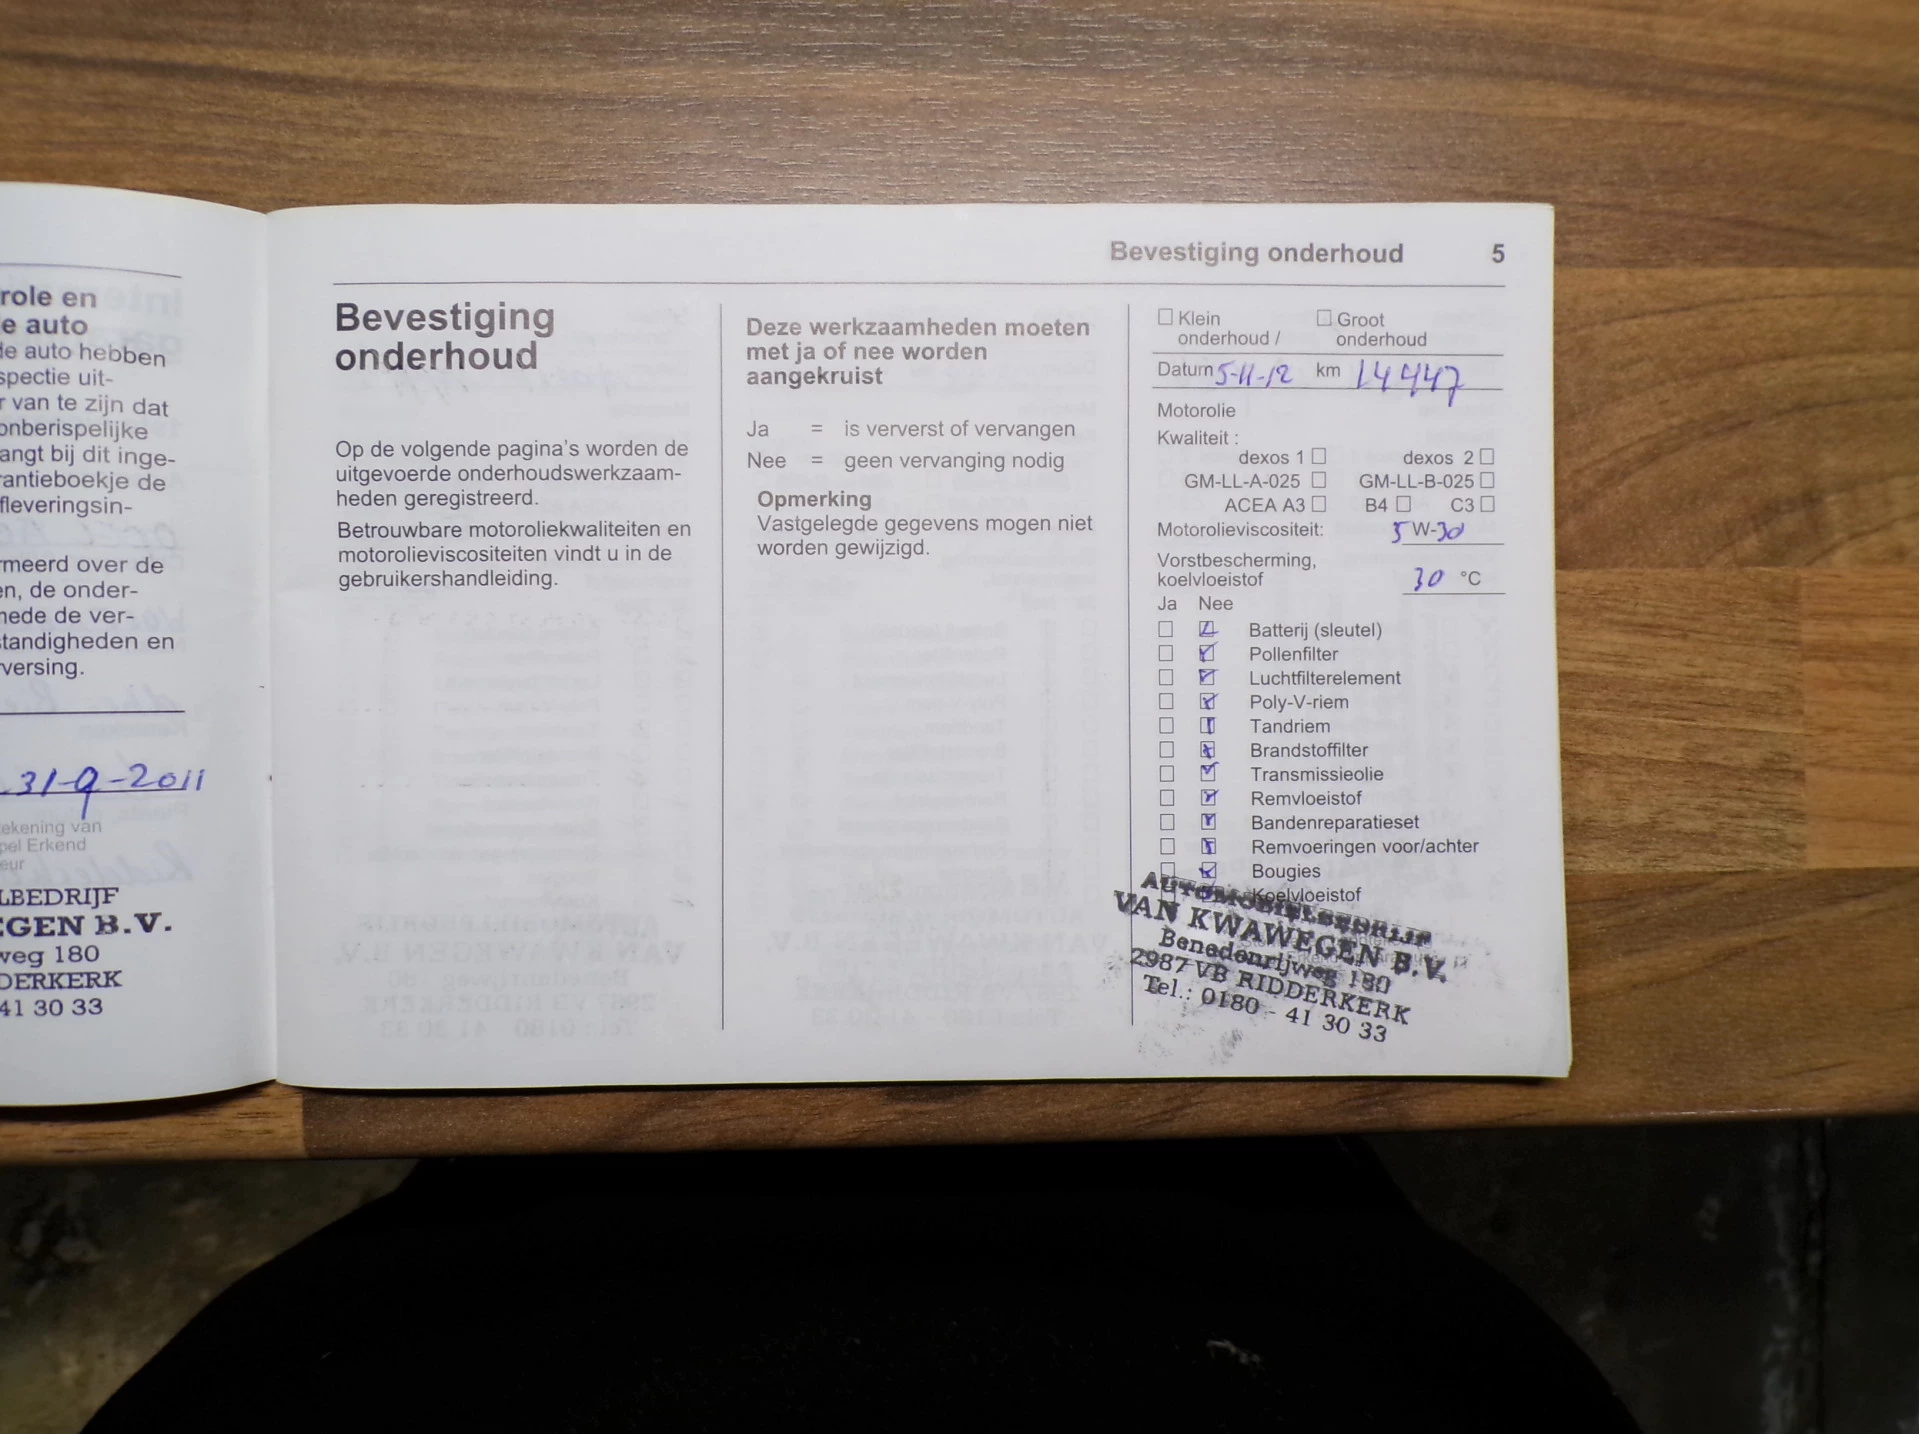 role en
e auto
le auto hebben
spectie uit-
r van te zijn dat
onberispelijke
angt bij dit inge-
rantieboekje de
fleveringsin-
rmeerd over de
en, de onder-
mede de ver-
standigheden en
versing.
31-9-2011
ekening van
pel Erkend
eur
LBEDRIJF
EGEN B.V.
weg 180
DERKERK
41 30 33
Bevestiging onderhoud 5
Bevestiging
onderhoud
Op de volgende pagina's worden de
uitgevoerde onderhoudswerkzaam-
heden geregistreerd.
Betrouwbare motoroliekwaliteiten en
motorolieviscositeiten vindt u in de
gebruikershandleiding.
Deze werkzaamheden moeten
met ja of nee worden
aangekruist
Ja = is ververst of vervangen
Nee = geen vervanging nodig
Opmerking
Vastgelegde gegevens mogen niet
worden gewijzigd.
Klein Groot
onderhoud / onderhoud
Datum 5-11-12 km 14447
Motorolie
Kwaliteit :
dexos 1 dexos 2
GM-LL-A-025 GM-LL-B-025
ACEA A3 B4 C3
Motorolieviscositeit: 5 W-30
Vorstbescherming,
koelvloeistof 30 °C
Ja Nee
Batterij (sleutel)
Pollenfilter
Luchtfilterelement
Poly-V-riem
Tandriem
Brandstoffilter
Transmissieolie
Remvloeistof
Bandenreparatieset
Remvoeringen voor/achter
Bougies
Koelvloeistof
AUTOMOBIELBEDRIJF
VAN KWAWEGEN B.V.
Benedenrijweg 180
2987 VB RIDDERKERK
Tel.: 0180 - 41 30 33